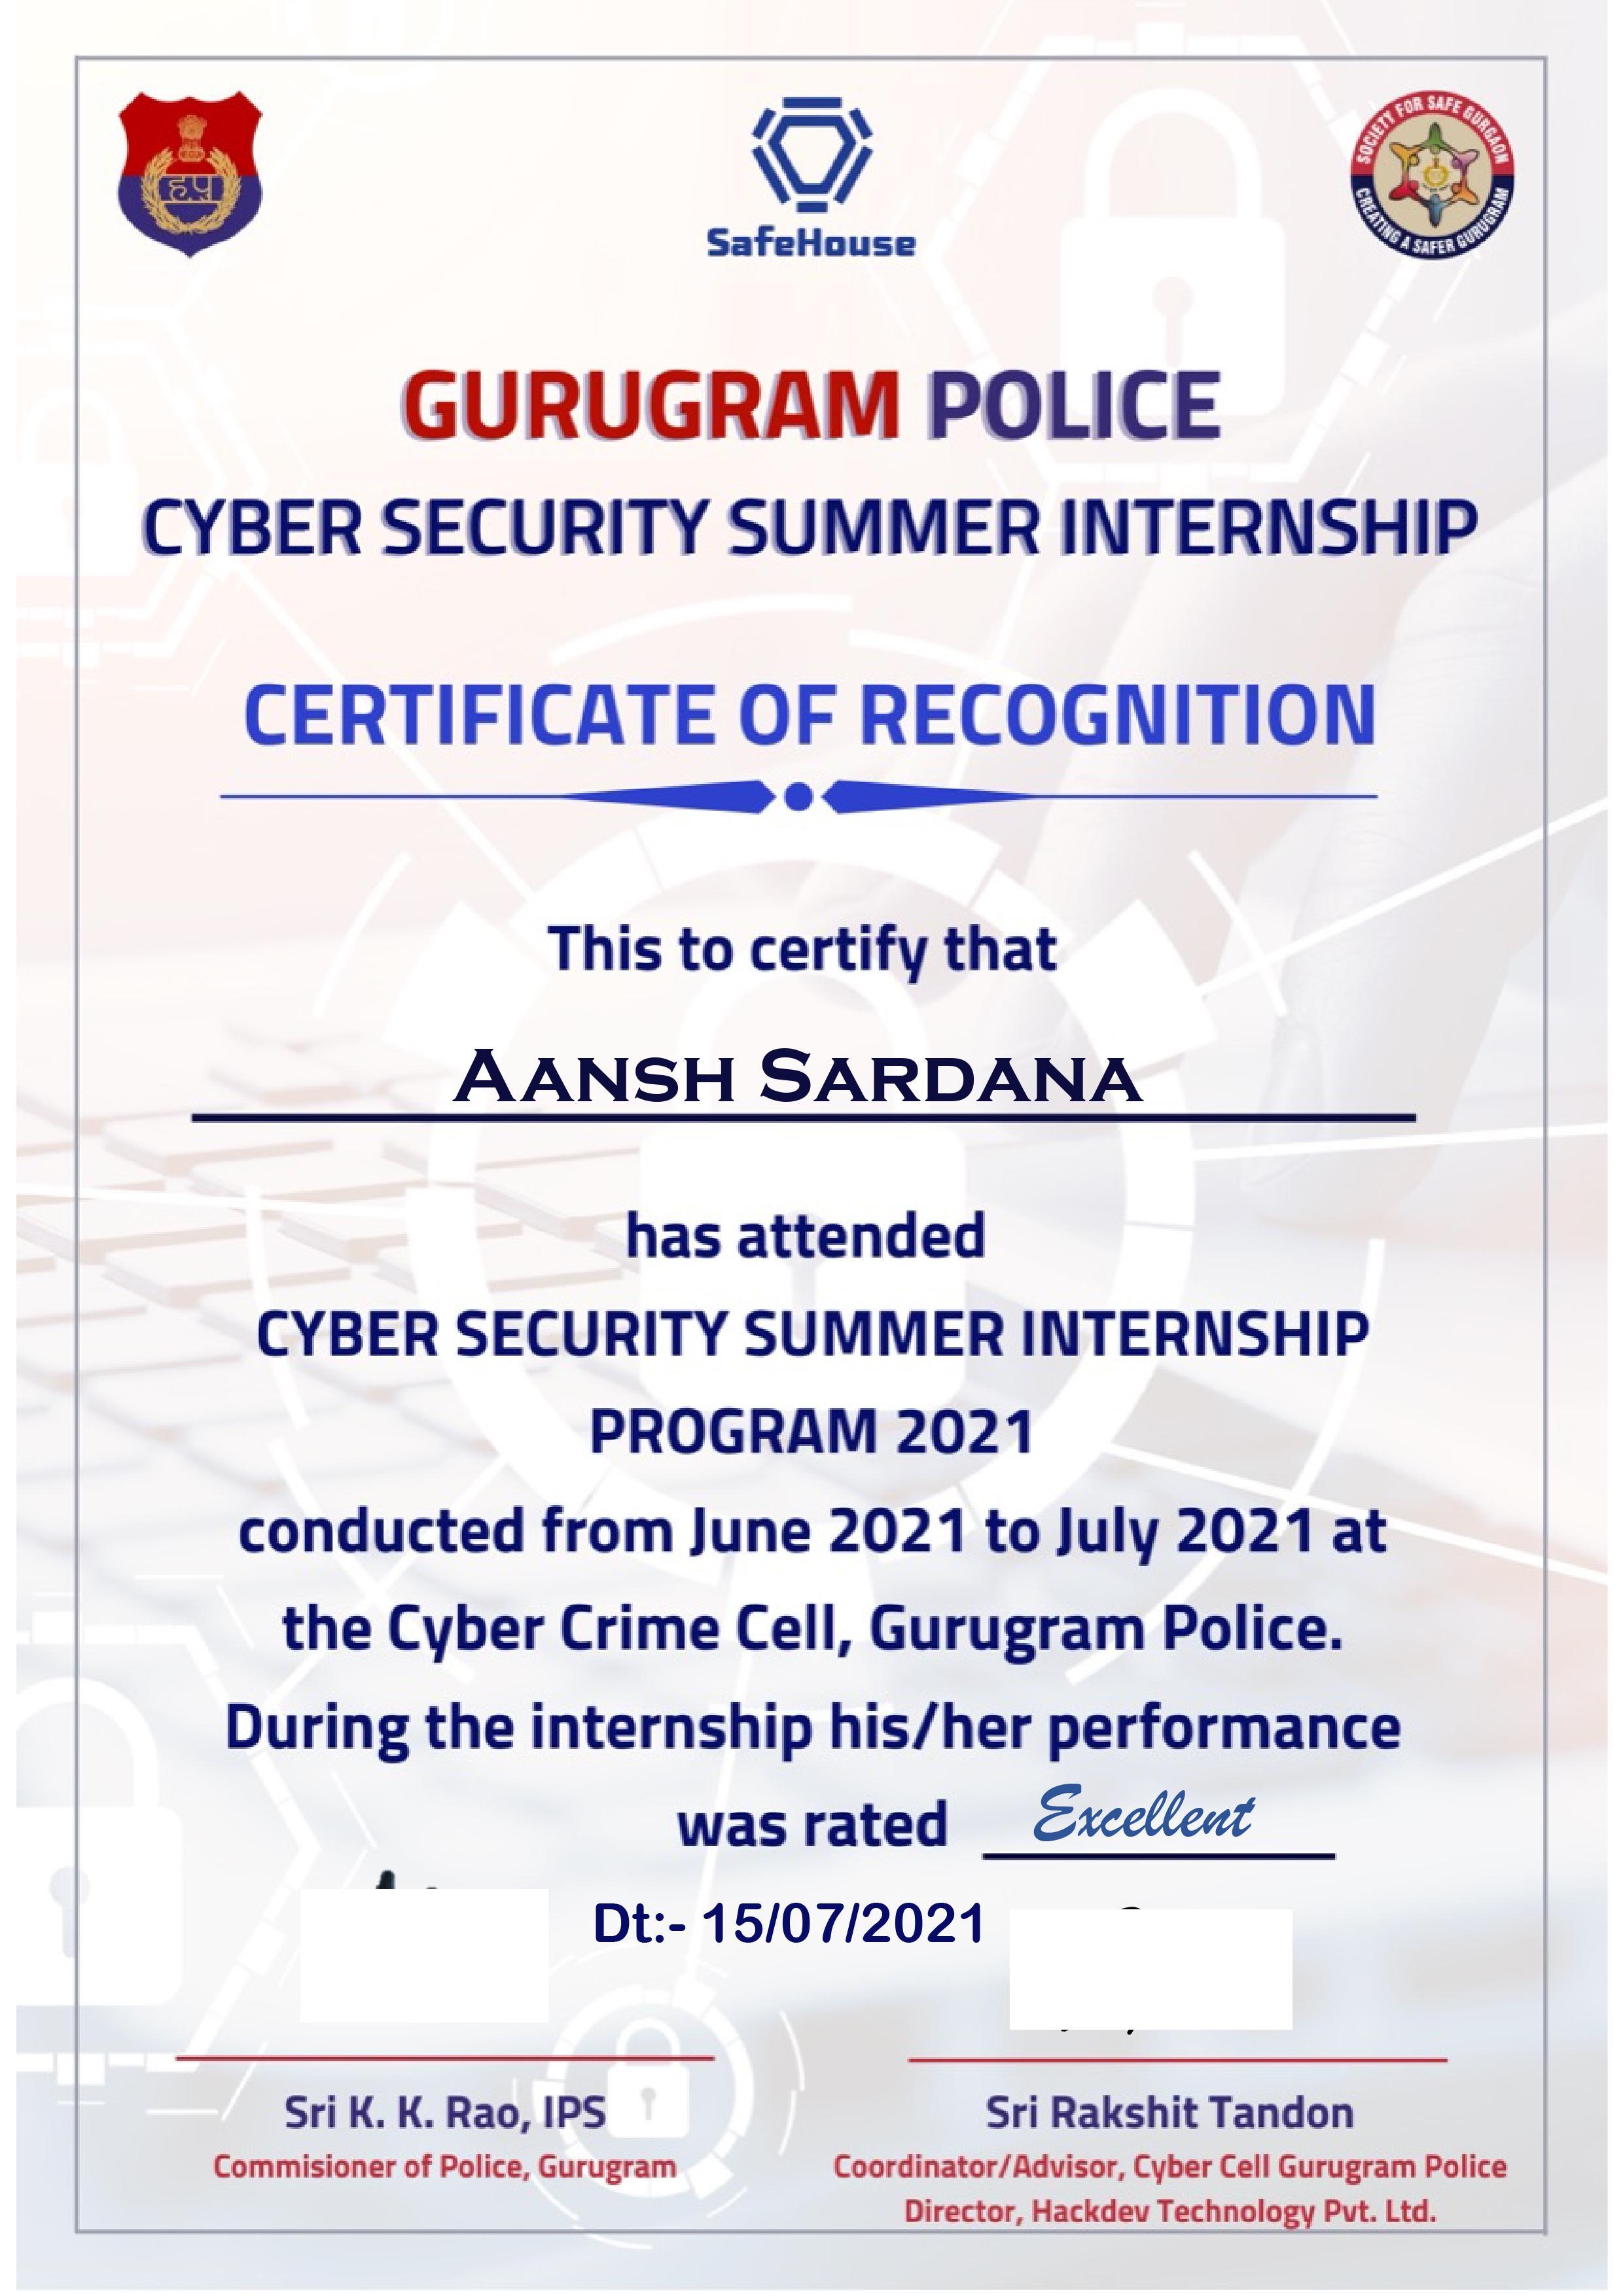 ह.पु.
SafeHouse
SOCIETY FOR SAFE GURGAON
CREATING A SAFER GURUGRAM
GURUGRAM POLICE
CYBER SECURITY SUMMER INTERNSHIP
CERTIFICATE OF RECOGNITION
This to certify that
AANSH SARDANA
has attended
CYBER SECURITY SUMMER INTERNSHIP
PROGRAM 2021
conducted from June 2021 to July 2021 at
the Cyber Crime Cell, Gurugram Police.
During the internship his/her performance
was rated Excellent
Dt:- 15/07/2021
Sri K. K. Rao, IPS
Commisioner of Police, Gurugram
Sri Rakshit Tandon
Coordinator/Advisor, Cyber Cell Gurugram Police
Director, Hackdev Technology Pvt. Ltd.